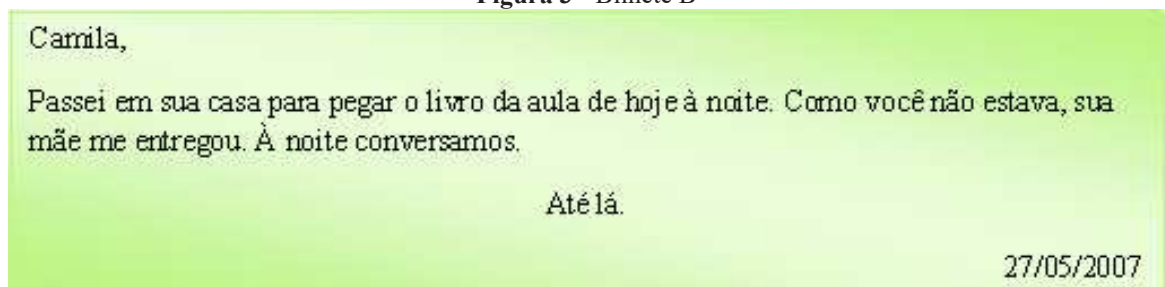 Camila,
Passei em sua casa para pegar o livro da aula de hoje à noite. Como você não estava, sua
mãe me entregou. À noite conversamos.
Até lá.
27/05/2007